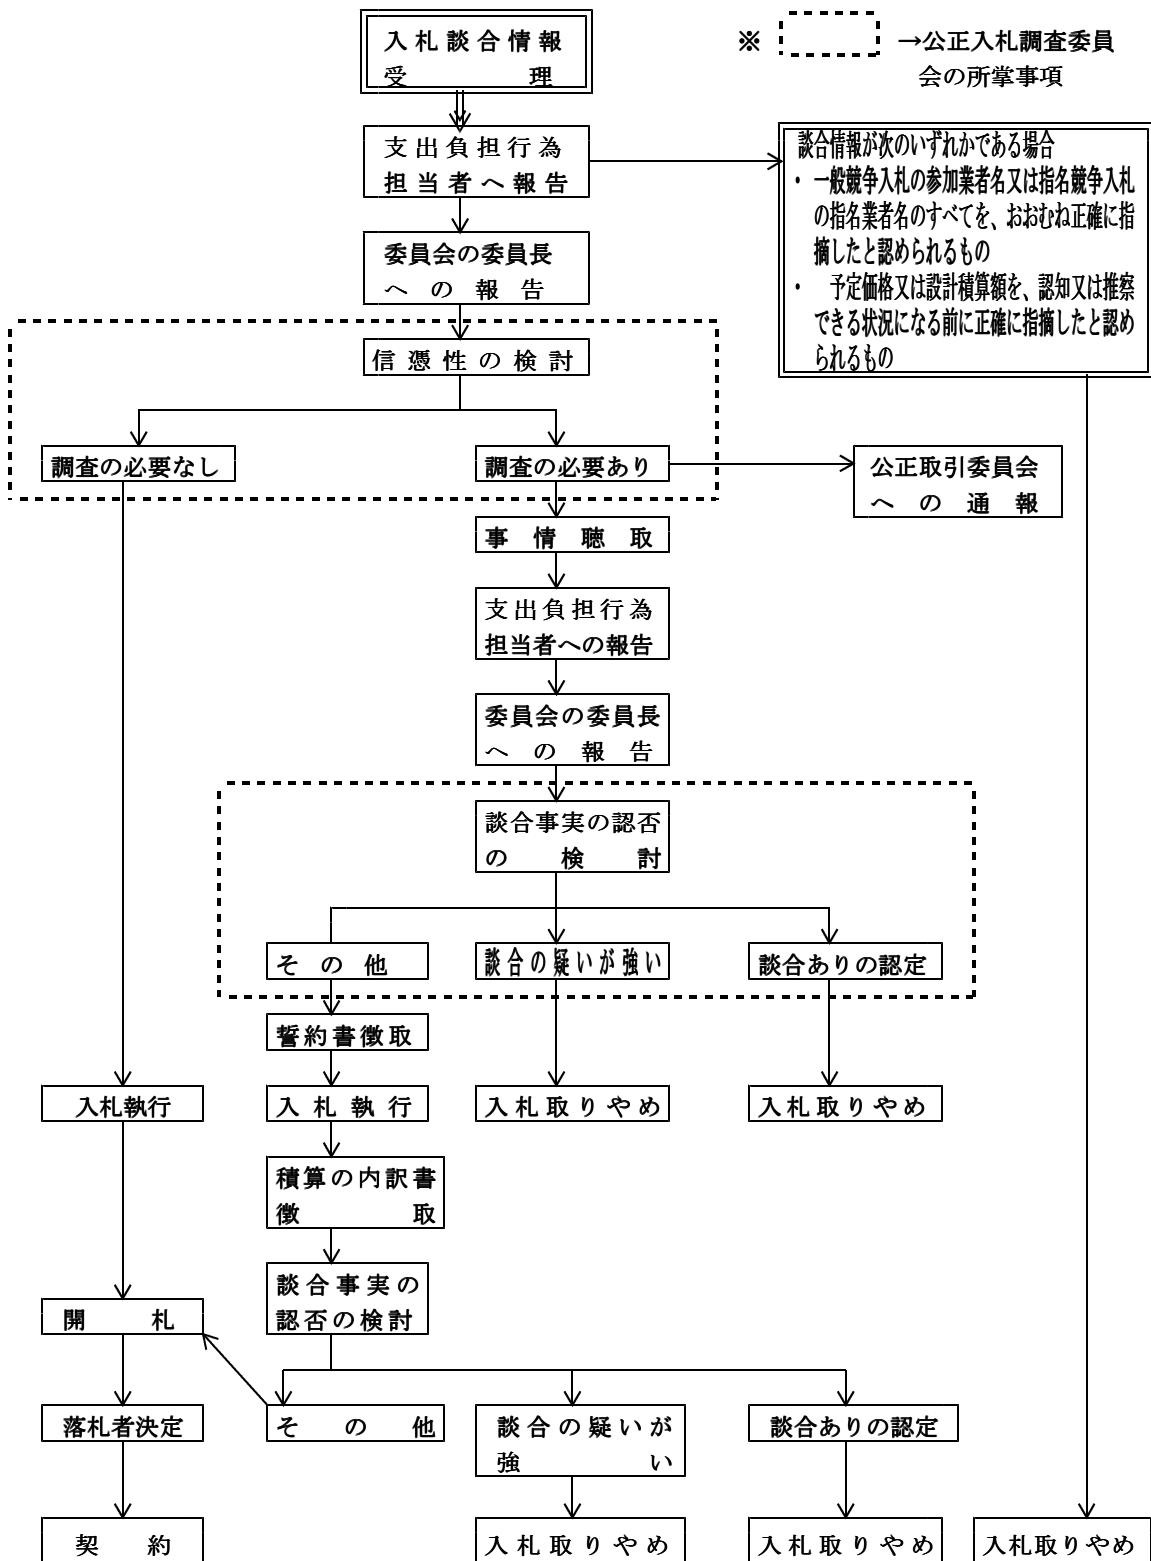 入札談合情報
受理
※ →公正入札調査委員
会の所掌事項
支出負担行為
担当者へ報告
談合情報が次のいずれかである場合
・ 一般競争入札の参加業者名又は指名競争入札
の指名業者名のすべてを、おおむね正確に指
摘したと認められるもの
・ 予定価格又は設計積算額を、認知又は推察
できる状況になる前に正確に指摘したと認め
られるもの
委員会の委員長
への報告
信憑性の検討
調査の必要なし
調査の必要あり
公正取引委員会
への通報
事情聴取
支出負担行為
担当者への報告
委員会の委員長
への報告
談合事実の認否
の検討
その他
談合の疑いが強い
談合ありの認定
誓約書徴取
入札執行
入札執行
入札取りやめ
入札取りやめ
積算の内訳書
徴取
談合事実の
認否の検討
開札
落札者決定
その他
談合の疑いが
強い
談合ありの認定
契約
入札取りやめ
入札取りやめ
入札取りやめ